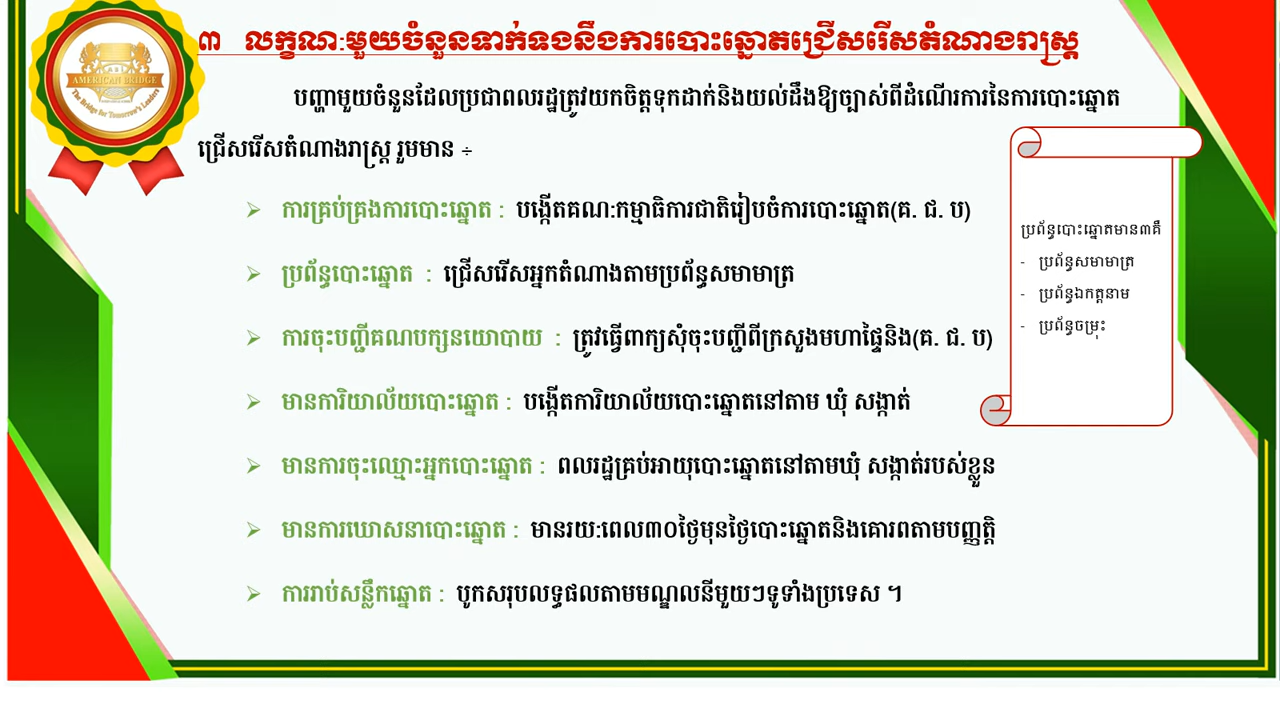 ៣ លក្ខណៈមួយចំនួនទាក់ទងនឹងការបោះឆ្នោតជ្រើសរើសតំណាងរាស្ត្រ
បញ្ហាមួយចំនួនដែលប្រជាពលរដ្ឋត្រូវយកចិត្តទុកដាក់និងយល់ដឹងឱ្យច្បាស់ពីដំណើរការនៃការបោះឆ្នោត
ជ្រើសរើសតំណាងរាស្ត្រ រួមមាន ÷
➢ ការគ្រប់គ្រងការបោះឆ្នោត : បង្កើតគណ:កម្មាធិការជាតិរៀបចំការបោះឆ្នោត(គ. ជ. ប)
➢ ប្រព័ន្ធបោះឆ្នោត : ជ្រើសរើសអ្នកតំណាងតាមប្រព័ន្ធសមាមាត្រ
➢ ការចុះបញ្ជីគណបក្សនយោបាយ : ត្រូវធ្វើពាក្យសុំចុះបញ្ជីពីក្រសួងមហាផ្ទៃនិង(គ. ជ. ប)
➢ មានការិយាល័យបោះឆ្នោត : បង្កើតការិយាល័យបោះឆ្នោតនៅតាម ឃុំ សង្កាត់
➢ មានការចុះឈ្មោះអ្នកបោះឆ្នោត : ពលរដ្ឋគ្រប់អាយុបោះឆ្នោតនៅតាមឃុំ សង្កាត់របស់ខ្លួន
➢ មានការឃោសនាបោះឆ្នោត : មានរយ:ពេល៣០ថ្ងៃមុនថ្ងៃបោះឆ្នោតនិងគោរពតាមបញ្ញត្តិ
➢ ការរាប់សន្លឹកឆ្នោត : បូកសរុបលទ្ធផលតាមមណ្ឌលនីមួយៗទូទាំងប្រទេស ។
ប្រព័ន្ធបោះឆ្នោតមាន៣គឺ
- ប្រព័ន្ធសមាមាត្រ
- ប្រព័ន្ធឯកត្តនាម
- ប្រព័ន្ធចម្រុះ
AMERICAN BRIDGE
The Bridge for Tomorrow's Leaders